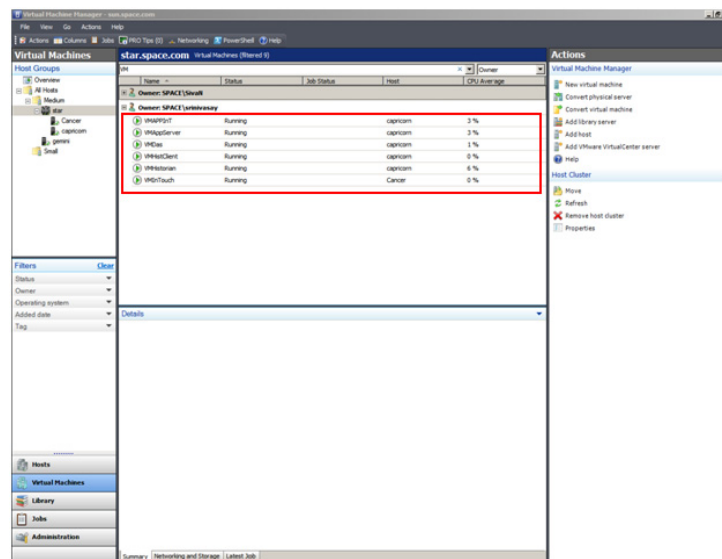 Virtual Machine Manager - sun.space.com
File View Go Actions Help
Actions Columns Jobs PRO Tips (0) Networking PowerShell Help
Virtual Machines
Host Groups
Overview
All Hosts
Medium
star
Cancer
capricorn
gemini
Small
Filters Clear
Status
Owner
Operating system
Added date
Tag
Hosts
Virtual Machines
Library
Jobs
Administration
star.space.com Virtual Machines (filtered 9)
VM Owner
Name Status Job Status Host CPU Average
Owner: SPACE\SivaN
Owner: SPACE\srinivasay
VMAPPInT Running capricorn 3 %
VMAppServer Running capricorn 3 %
VMDas Running capricorn 1 %
VMHistClient Running capricorn 0 %
VMHistorian Running capricorn 6 %
VMInTouch Running Cancer 0 %
Details
Summary Networking and Storage Latest Job
Actions
Virtual Machine Manager
New virtual machine
Convert physical server
Convert virtual machine
Add library server
Add host
Add VMware VirtualCenter server
Help
Host Cluster
Move
Refresh
Remove host cluster
Properties